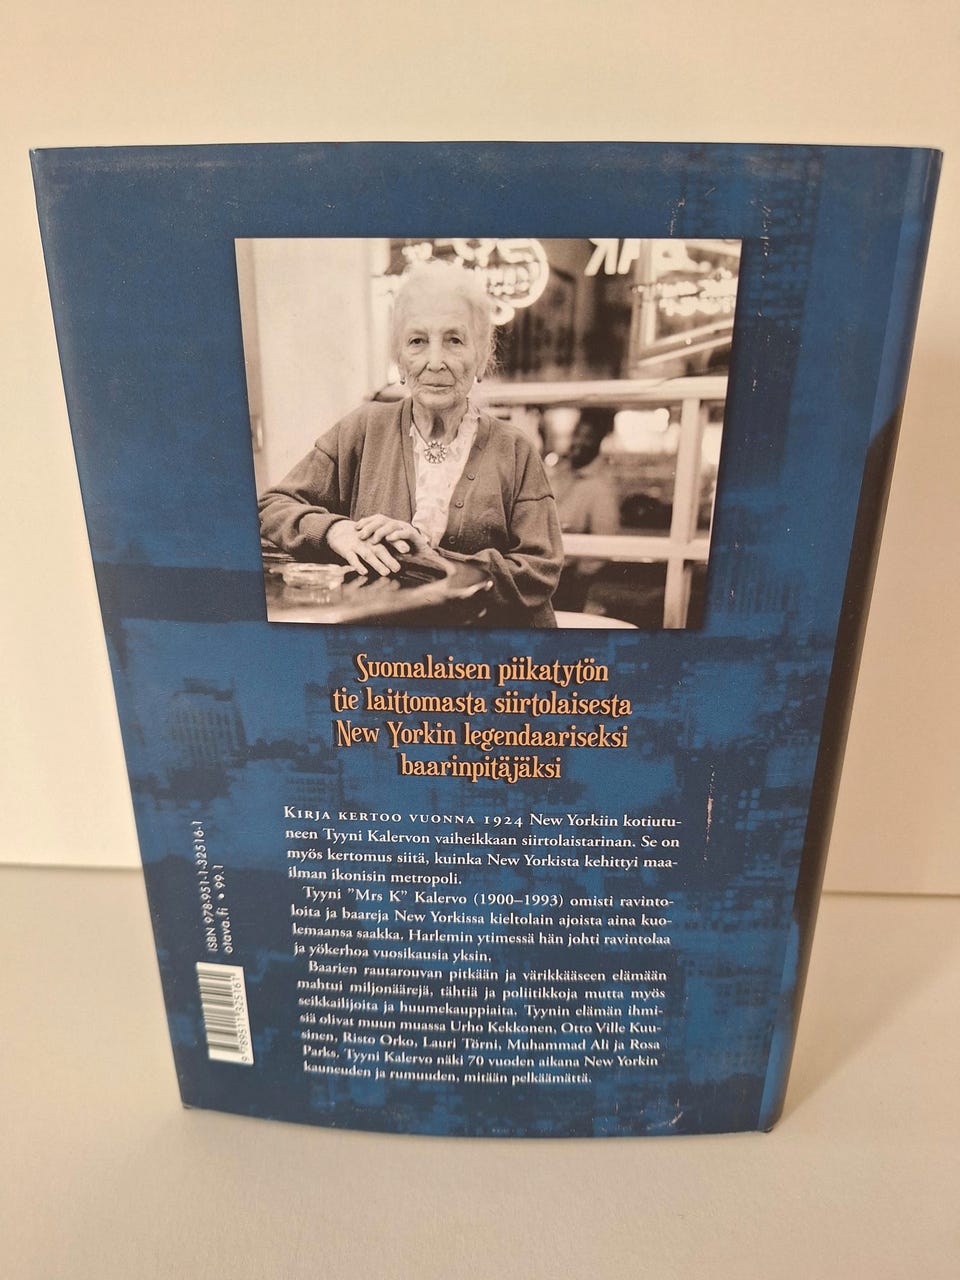 Suomalaisen piikatytön
tie laittomasta siirtolaisesta
New Yorkin legendaariseksi
baarinpitäjäksi
KIRJA KERTOO VUONNA 1924 New Yorkiin kotiutu-
neen Tyyni Kalervon vaiheikkaan siirtolaistarinan. Se on
myös kertomus siitä, kuinka New Yorkista kehittyi maa-
ilman ikonisin metropoli.
Tyyni ”Mrs K” Kalervo (1900–1993) omisti ravinto-
loita ja baareja New Yorkissa kieltolain ajoista aina kuo-
lemaansa saakka. Harlemin ytimessä hän johti ravintolaa
ja yökerhoa vuosikausia yksin.
Baarien rautarouvan pitkään ja värikkääseen elämään
mahtui miljonäärejä, tähtiä ja poliitikkoja mutta myös
seikkailijoita ja huumekauppiaita. Tyynin elämän ihmi-
siä olivat muun muassa Urho Kekkonen, Otto Ville Kuu-
sinen, Risto Orko, Lauri Törni, Muhammad Ali ja Rosa
Parks. Tyyni Kalervo näki 70 vuoden aikana New Yorkin
kauneuden ja rumuuden, mitään pelkäämättä.
ISBN 978-951-1-32516-1
otava.fi • 99.1
9 789511 325161